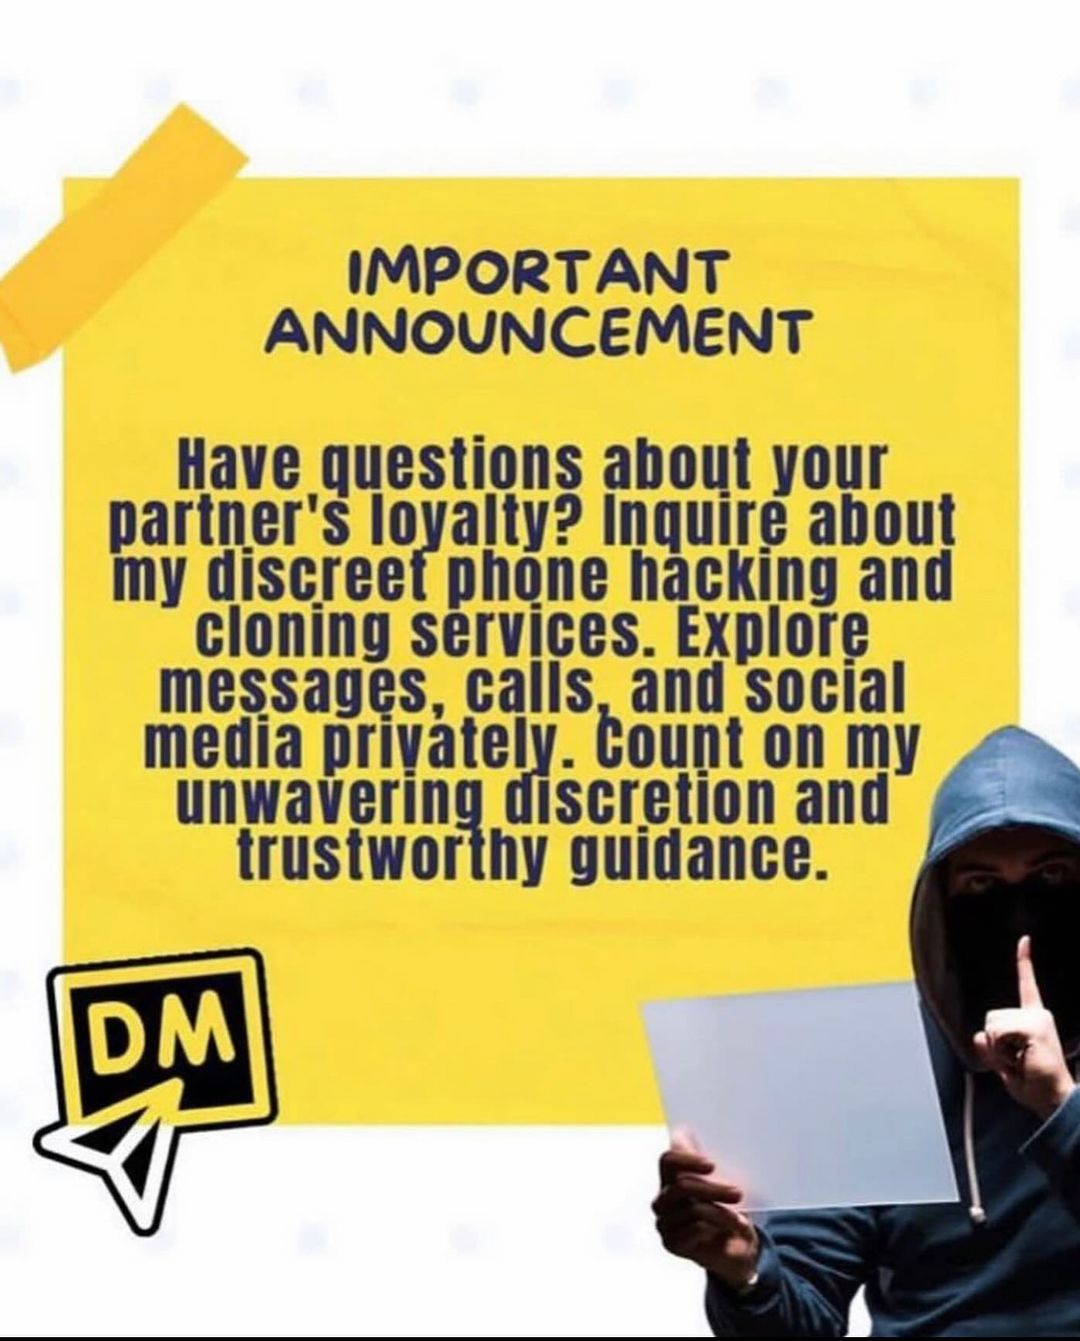 IMPORTANT
ANNOUNCEMENT
Have questions about your
partner's loyalty? Inquire about
my discreet phone hacking and
cloning services. Explore
messages, calls, and social
media privately. Count on my
unwavering discretion and
trustworthy guidance.
DM